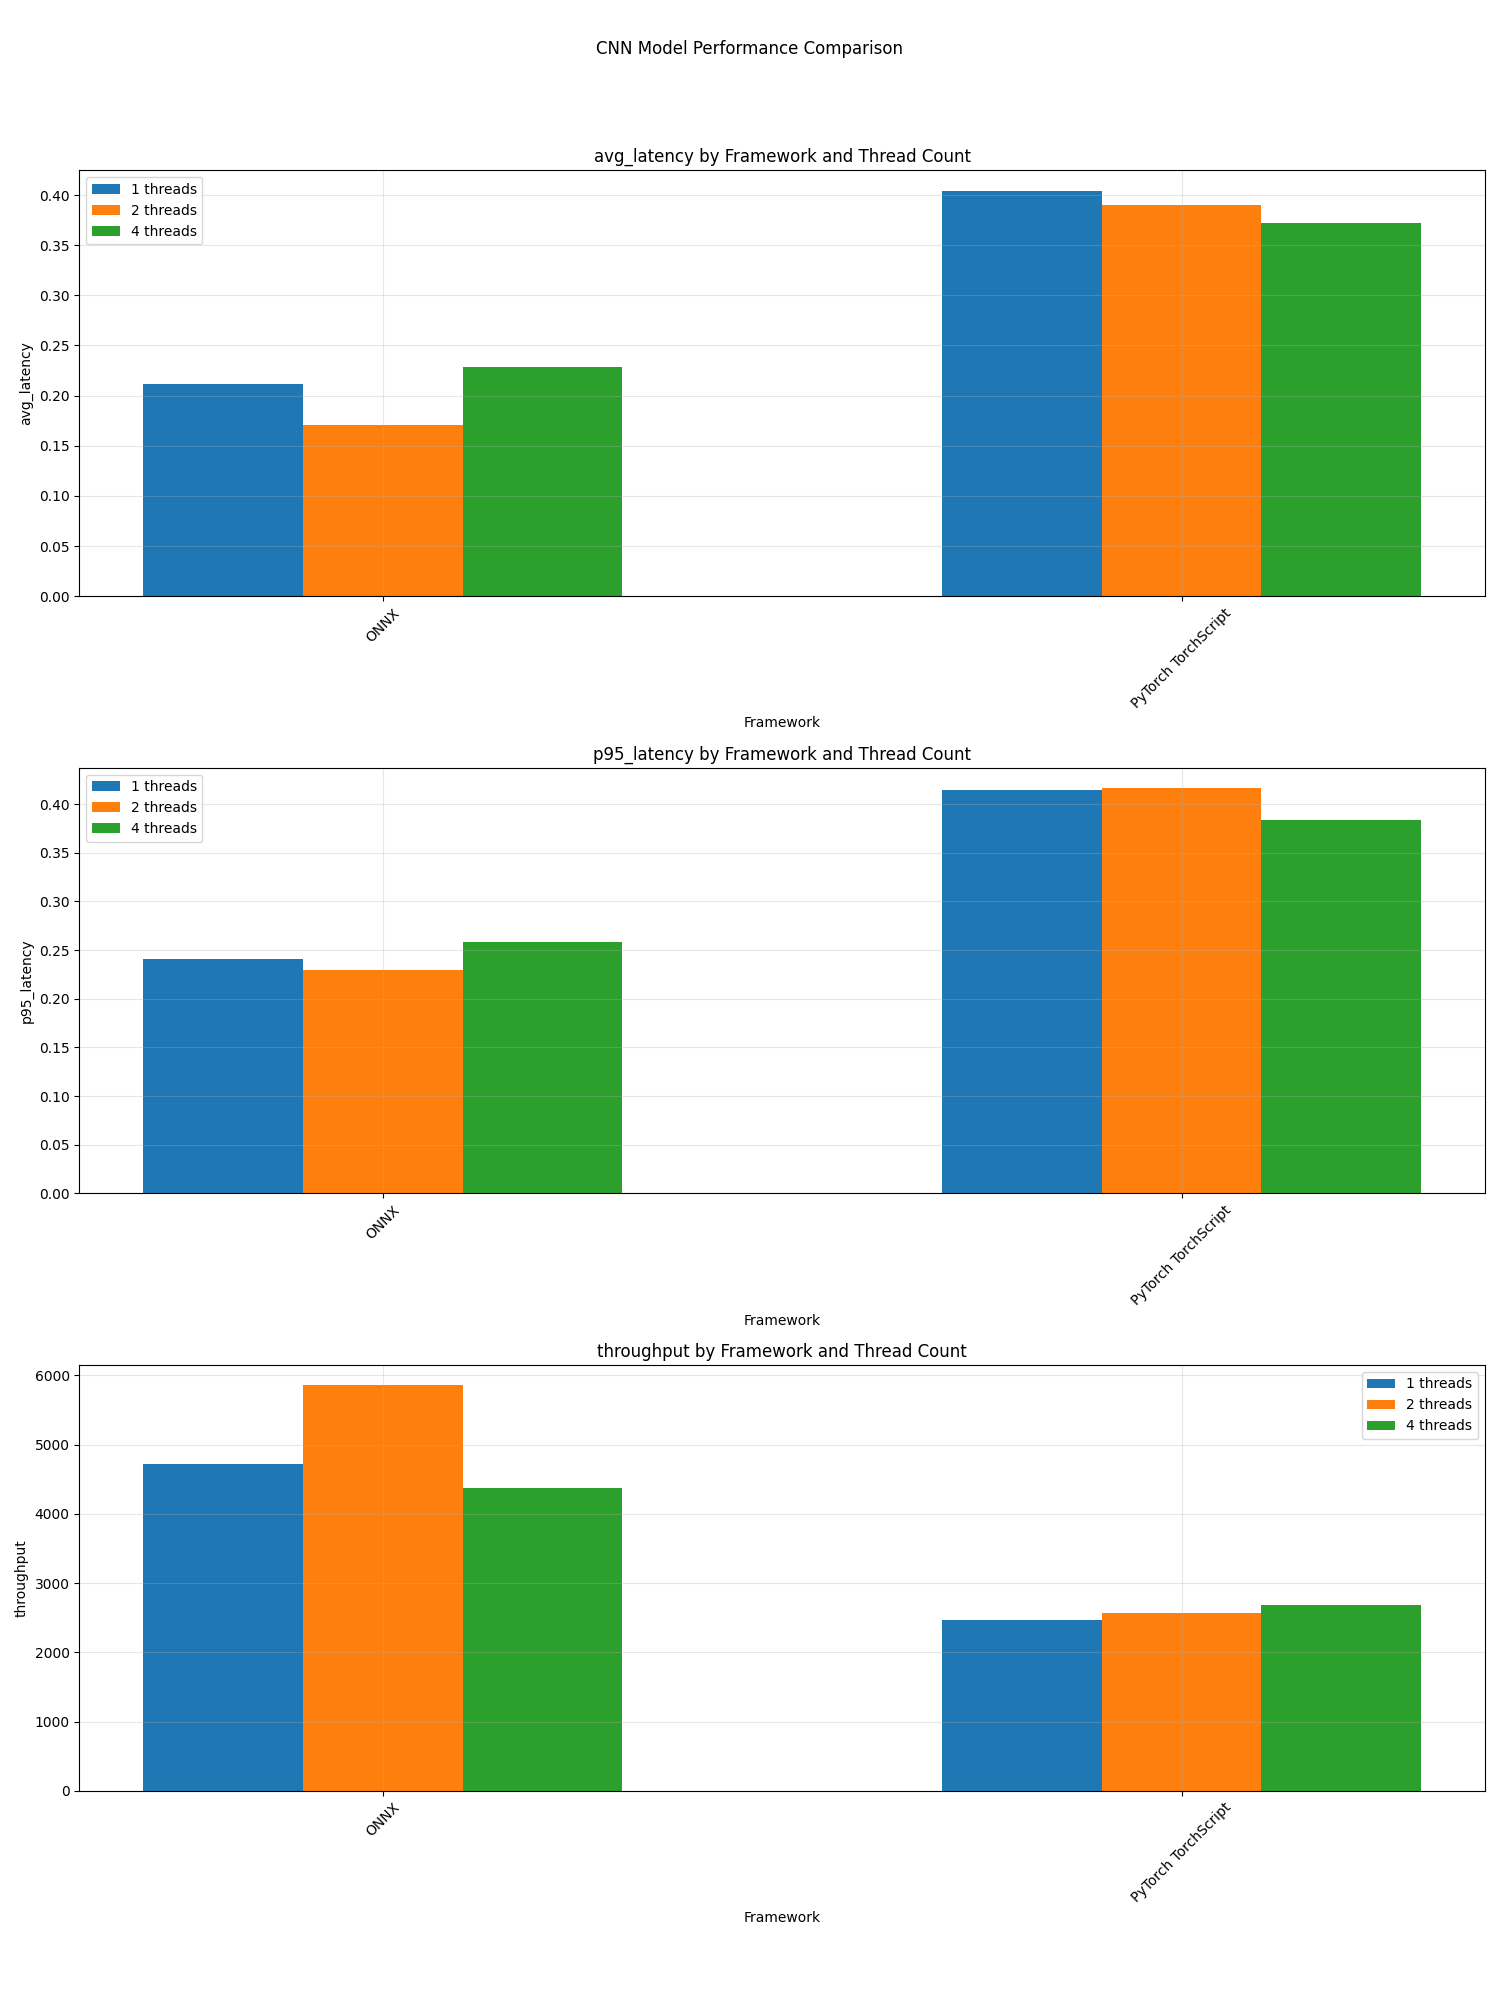 CNN Model Performance Comparison
avg_latency by Framework and Thread Count
1 threads
2 threads
4 threads
avg_latency
0.40
0.35
0.30
0.25
0.20
0.15
0.10
0.05
0.00
ONNX
PyTorch TorchScript
Framework
p95_latency by Framework and Thread Count
1 threads
2 threads
4 threads
p95_latency
0.40
0.35
0.30
0.25
0.20
0.15
0.10
0.05
0.00
ONNX
PyTorch TorchScript
Framework
throughput by Framework and Thread Count
1 threads
2 threads
4 threads
throughput
6000
5000
4000
3000
2000
1000
0
ONNX
PyTorch TorchScript
Framework